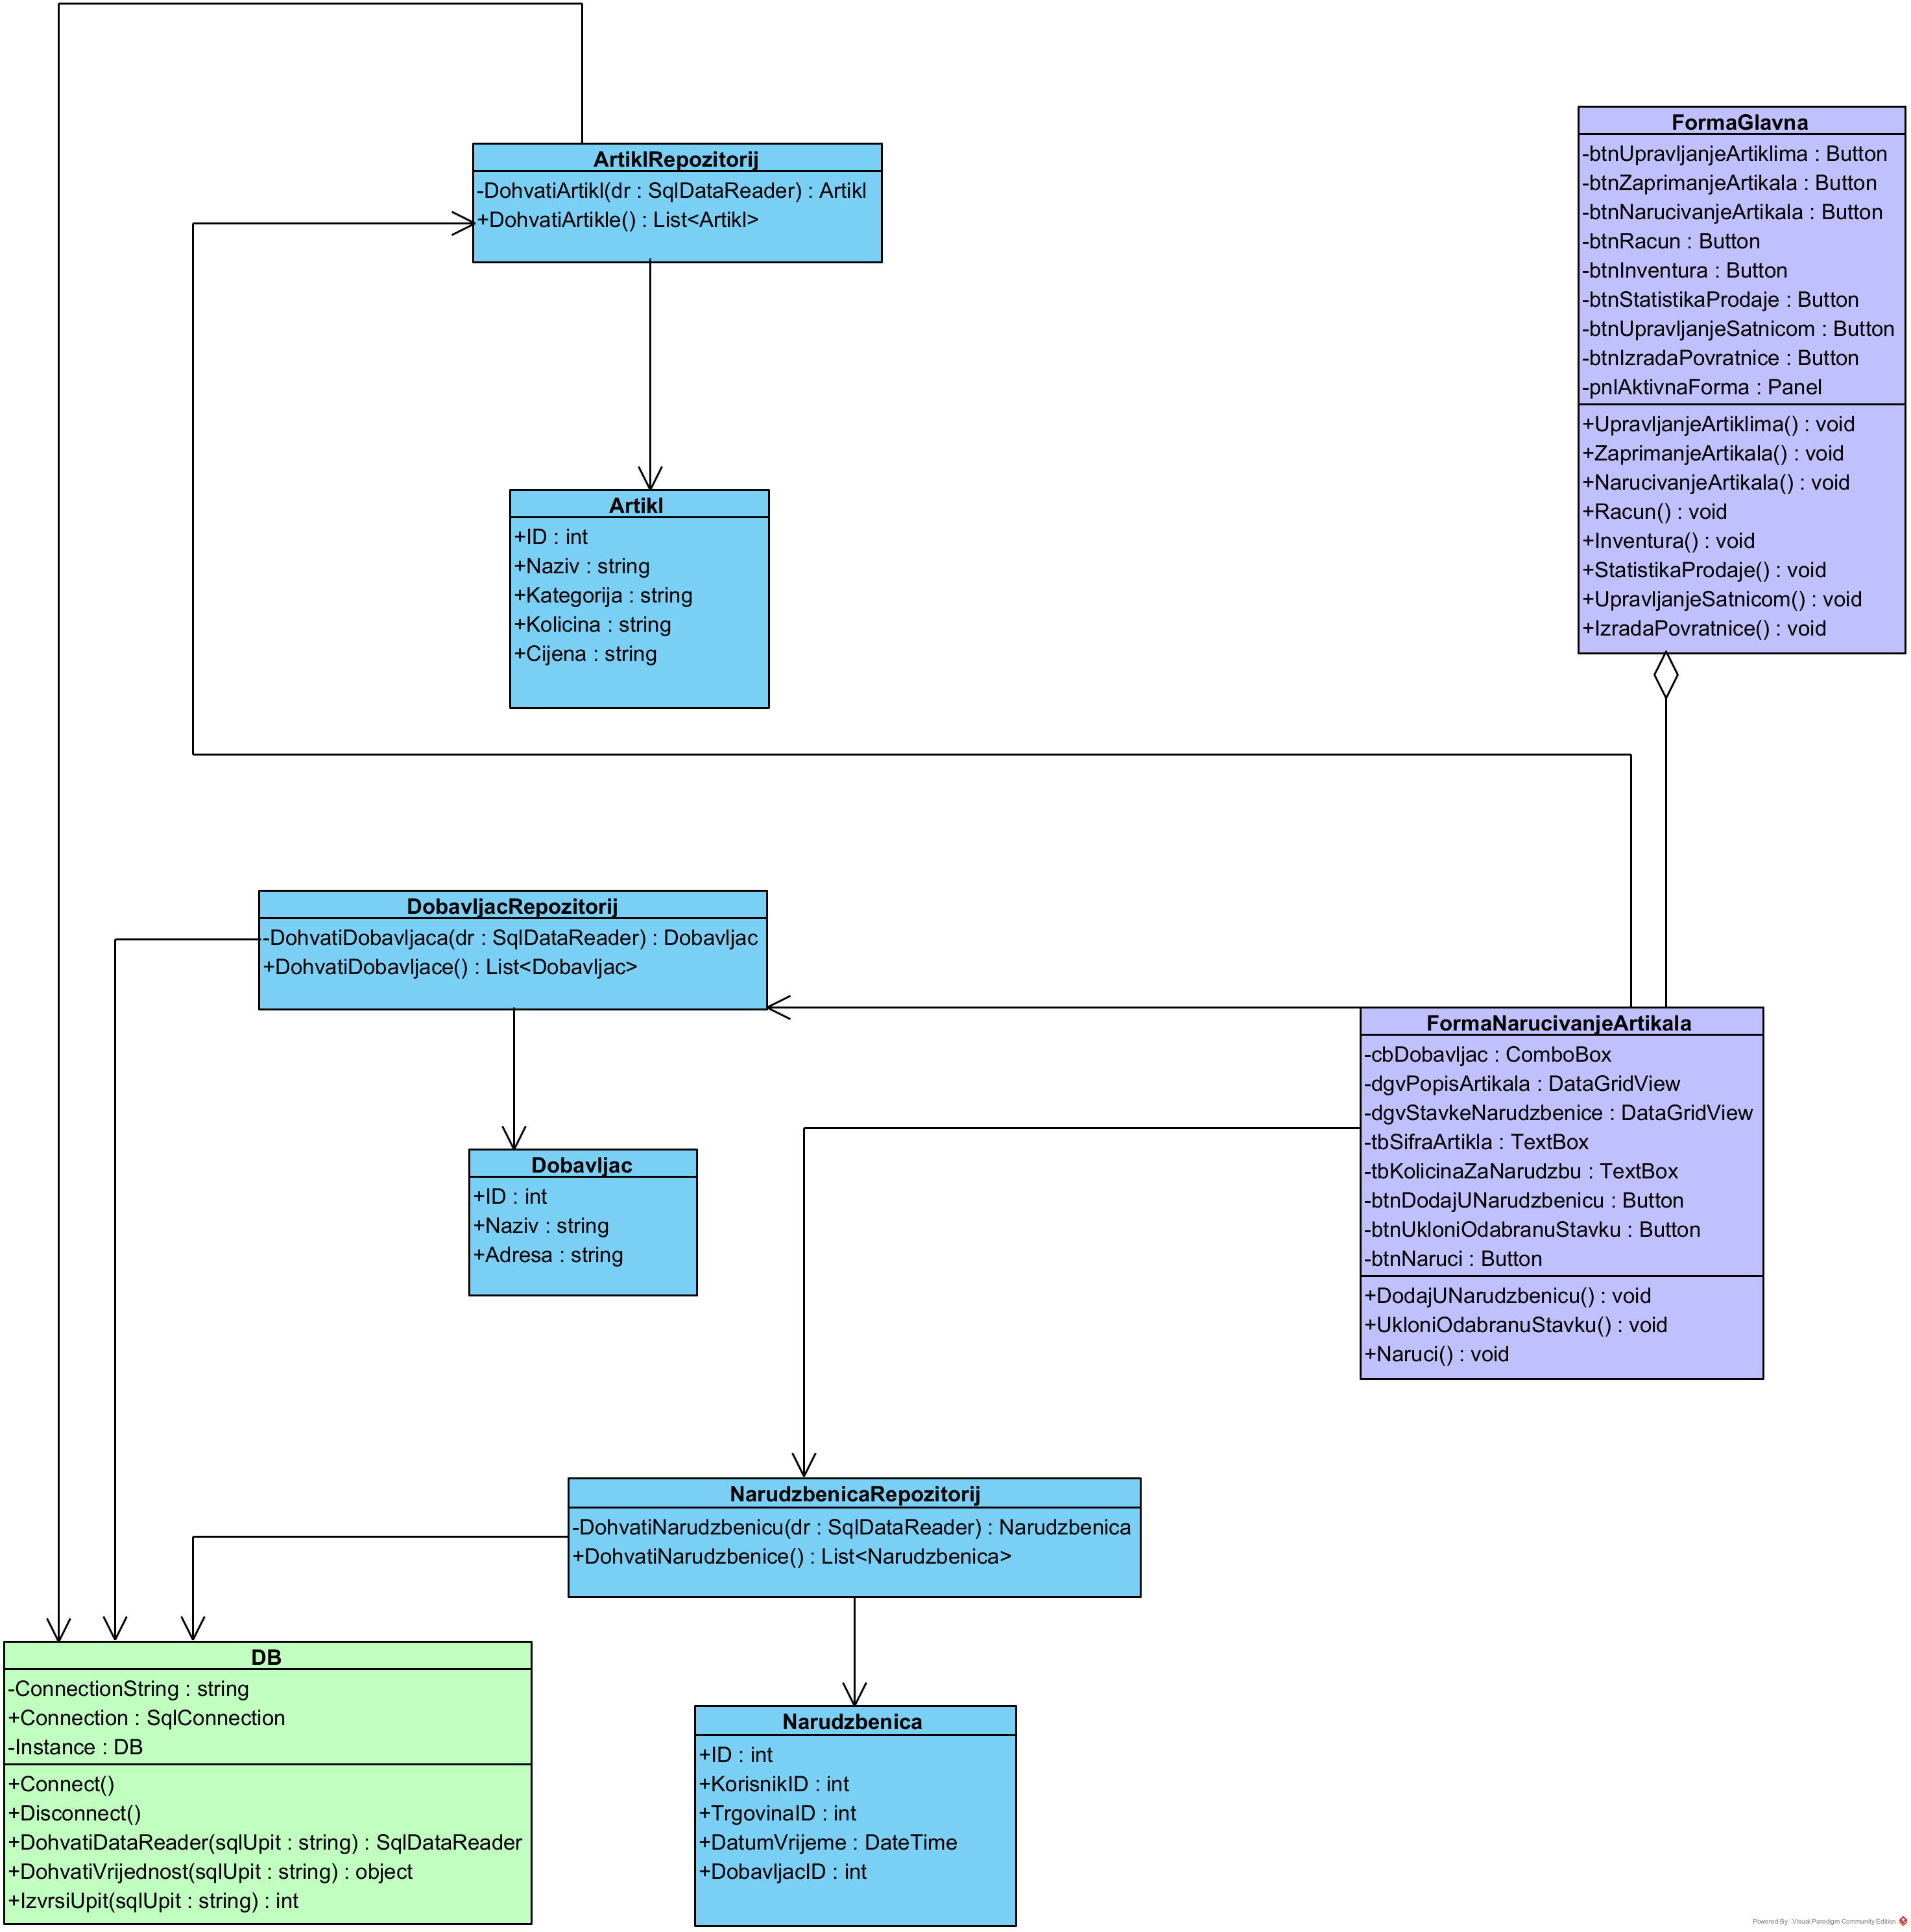 ArtiklRepozitorij
-DohvatiArtikl(dr : SqlDataReader) : Artikl
+DohvatiArtikle() : List<Artikl>
FormaGlavna
-btnUpravljanjeArtiklima : Button
-btnZaprimanjeArtikala : Button
-btnNarucivanjeArtikala : Button
-btnRacun : Button
-btnInventura : Button
-btnStatistikaProdaje : Button
-btnUpravljanjeSatnicom : Button
-btnIzradaPovratnice : Button
-pnlAktivnaForma : Panel
+UpravljanjeArtiklima() : void
+ZaprimanjeArtikala() : void
+NarucivanjeArtikala() : void
+Racun() : void
+Inventura() : void
+StatistikaProdaje() : void
+UpravljanjeSatnicom() : void
+IzradaPovratnice() : void
Artikl
+ID : int
+Naziv : string
+Kategorija : string
+Kolicina : string
+Cijena : string
DobavljacRepozitorij
-DohvatiDobavljaca(dr : SqlDataReader) : Dobavljac
+DohvatiDobavljace() : List<Dobavljac>
FormaNarucivanjeArtikala
-cbDobavljac : ComboBox
-dgvPopisArtikala : DataGridView
-dgvStavkeNarudzbenice : DataGridView
-tbSifraArtikla : TextBox
-tbKolicinaZaNarudzbu : TextBox
-btnDodajUNarudzbenicu : Button
-btnUkloniOdabranuStavku : Button
-btnNaruci : Button
+DodajUNarudzbenicu() : void
+UkloniOdabranuStavku() : void
+Naruci() : void
Dobavljac
+ID : int
+Naziv : string
+Adresa : string
NarudzbenicaRepozitorij
-DohvatiNarudzbenicu(dr : SqlDataReader) : Narudzbenica
+DohvatiNarudzbenice() : List<Narudzbenica>
DB
-ConnectionString : string
+Connection : SqlConnection
-Instance : DB
+Connect()
+Disconnect()
+DohvatiDataReader(sqlUpit : string) : SqlDataReader
+DohvatiVrijednost(sqlUpit : string) : object
+IzvrsiUpit(sqlUpit : string) : int
Narudzbenica
+ID : int
+KorisnikID : int
+TrgovinaID : int
+DatumVrijeme : DateTime
+DobavljacID : int
Powered By: Visual Paradigm Community Edition